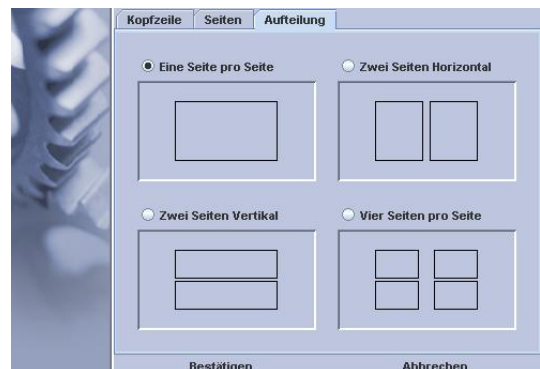 Kopfzeile Seiten Aufteilung
Eine Seite pro Seite Zwei Seiten Horizontal
Zwei Seiten Vertikal Vier Seiten pro Seite
Bestätigen Abbrechen